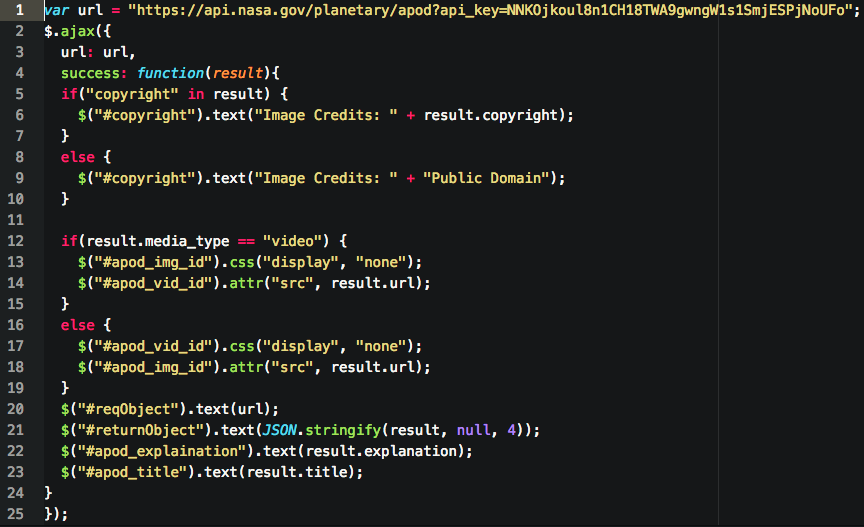 1 var url = "https://api.nasa.gov/planetary/apod?api_key=NNKOjkoul8n1CH18TWA9gwngW1s1SmjESPjNoUFo";
2 $.ajax({
3   url: url,
4   success: function(result){
5   if("copyright" in result) {
6     $("#copyright").text("Image Credits: " + result.copyright);
7   }
8   else {
9     $("#copyright").text("Image Credits: " + "Public Domain");
10   }
11
12   if(result.media_type == "video") {
13     $("#apod_img_id").css("display", "none");
14     $("#apod_vid_id").attr("src", result.url);
15   }
16   else {
17     $("#apod_vid_id").css("display", "none");
18     $("#apod_img_id").attr("src", result.url);
19   }
20   $("#reqObject").text(url);
21   $("#returnObject").text(JSON.stringify(result, null, 4));
22   $("#apod_explaination").text(result.explanation);
23   $("#apod_title").text(result.title);
24 }
25 });